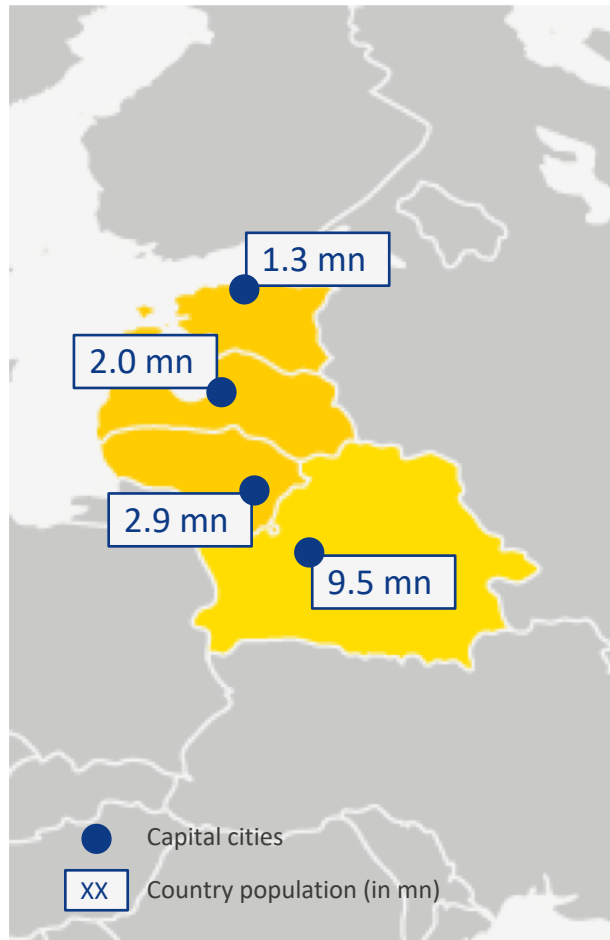 1.3 mn
2.0 mn
2.9 mn
9.5 mn
Capital cities
XX Country population (in mn)